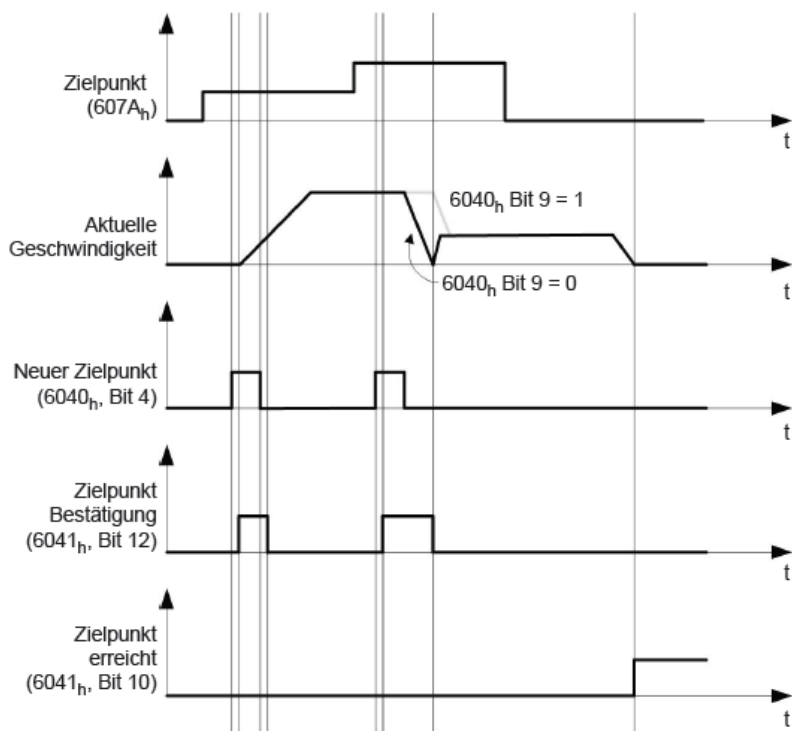 Zielpunkt
(607Ah)
t
6040h Bit 9 = 1
Aktuelle
Geschwindigkeit
6040h Bit 9 = 0
t
Neuer Zielpunkt
(6040h, Bit 4)
t
Zielpunkt
Bestätigung
(6041h, Bit 12)
t
Zielpunkt
erreicht
(6041h, Bit 10)
t